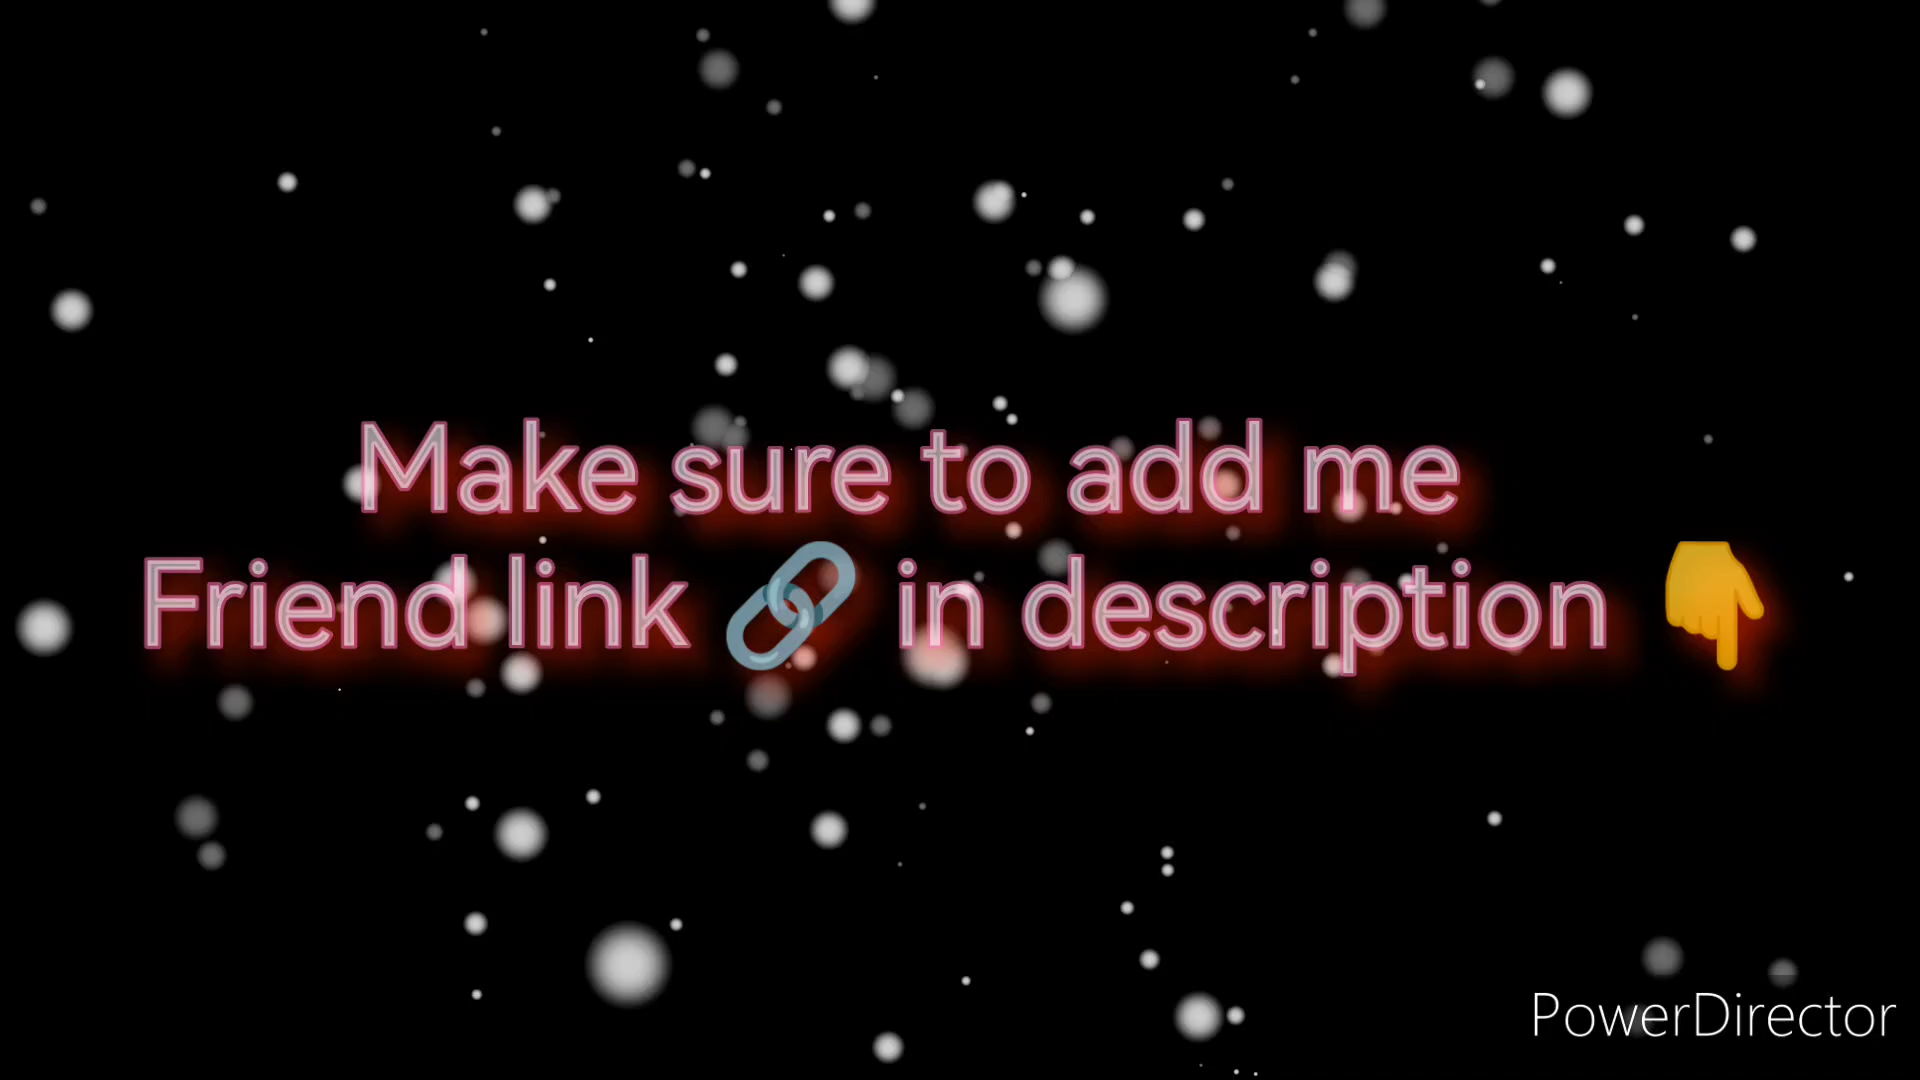 Make sure to add me
Friend link 🔗 in description 👇
PowerDirector